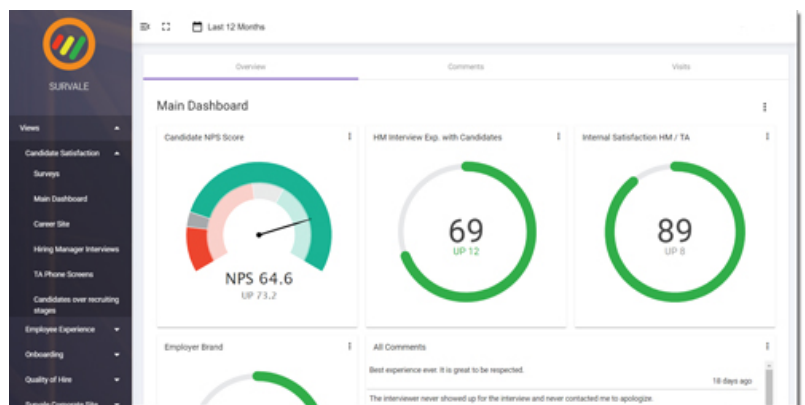 Last 12 Months
SURVALE
Views
Candidate Satisfaction
Surveys
Main Dashboard
Career Site
Hiring Manager Interviews
TA Phone Screens
Candidates over recruiting
stages
Employee Experience
Onboarding
Quality of Hire
Survale Corporate Site
Overview
Comments
Visits
Main Dashboard
Candidate NPS Score
NPS 64.6
UP 73.2
HM Interview Exp. with Candidates
69
UP 12
Internal Satisfaction HM / TA
89
UP 8
Employer Brand
All Comments
Best experience ever. It is great to be respected.
18 days ago
The interviewer never showed up for the interview and never contacted me to apologize.